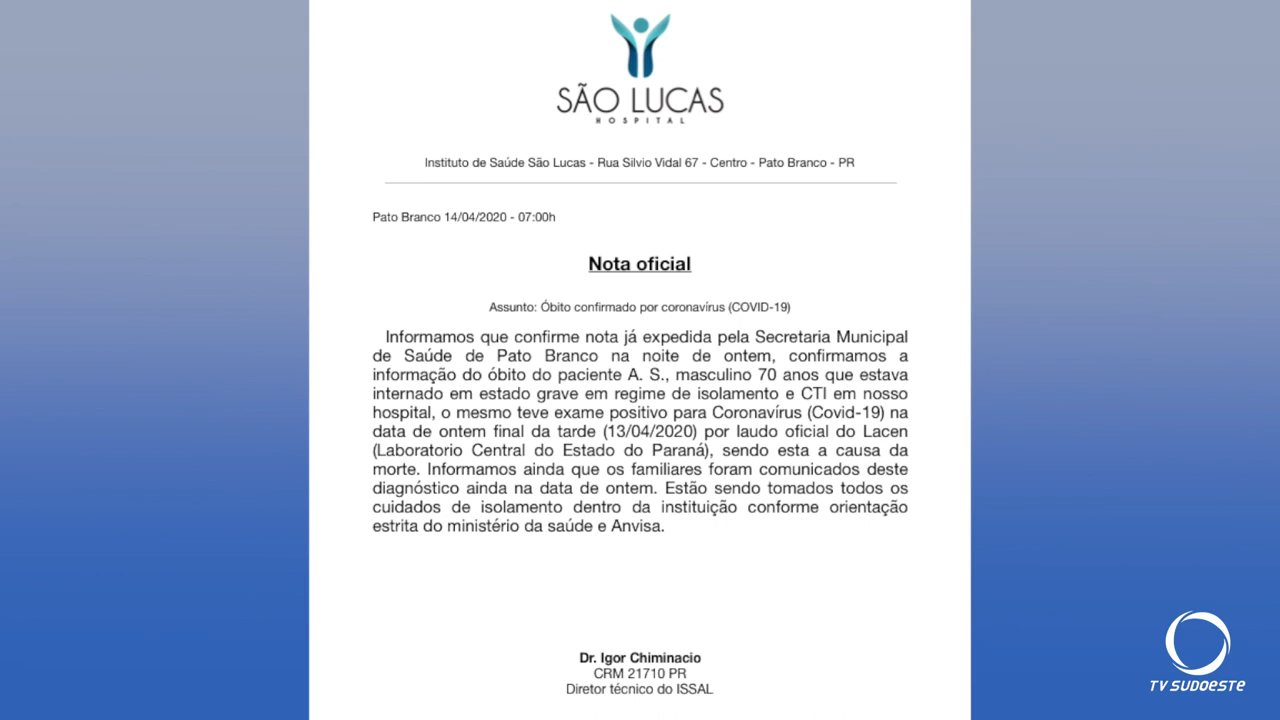 SÃO LUCAS
HOSPITAL
Instituto de Saúde São Lucas - Rua Silvio Vidal 67 - Centro - Pato Branco - PR
Pato Branco 14/04/2020 - 07:00h
Nota oficial
Assunto: Óbito confirmado por coronavírus (COVID-19)
Informamos que confirme nota já expedida pela Secretaria Municipal
de Saúde de Pato Branco na noite de ontem, confirmamos a
informação do óbito do paciente A. S., masculino 70 anos que estava
internado em estado grave em regime de isolamento e CTI em nosso
hospital, o mesmo teve exame positivo para Coronavírus (Covid-19) na
data de ontem final da tarde (13/04/2020) por laudo oficial do Lacen
(Laboratorio Central do Estado do Paraná), sendo esta a causa da
morte. Informamos ainda que os familiares foram comunicados deste
diagnóstico ainda na data de ontem. Estão sendo tomados todos os
cuidados de isolamento dentro da instituição conforme orientação
estrita do ministério da saúde e Anvisa.
Dr. Igor Chiminacio
CRM 21710 PR
Diretor técnico do ISSAL
TV SUDOESTE